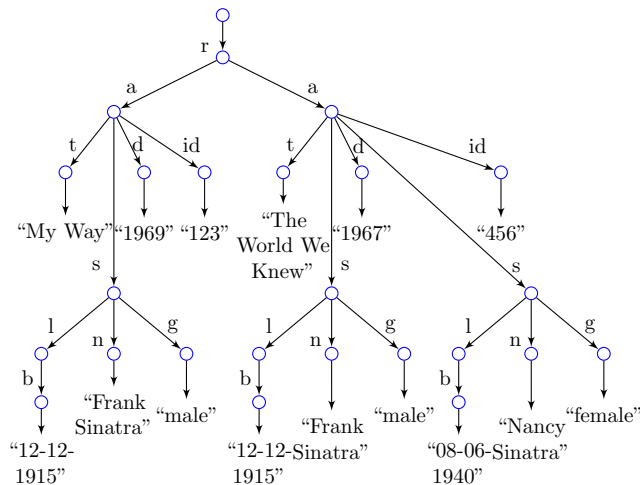 r
a a
t d id t d id
“My Way” “1969” “123” “The World We Knew” “1967” “456”
s s s
l n g l n g l n g
b b b
“Frank Sinatra” “male” “Frank Sinatra” “male” “Nancy Sinatra” “female”
“12-12-1915” “12-12-1915” “08-06-1940”